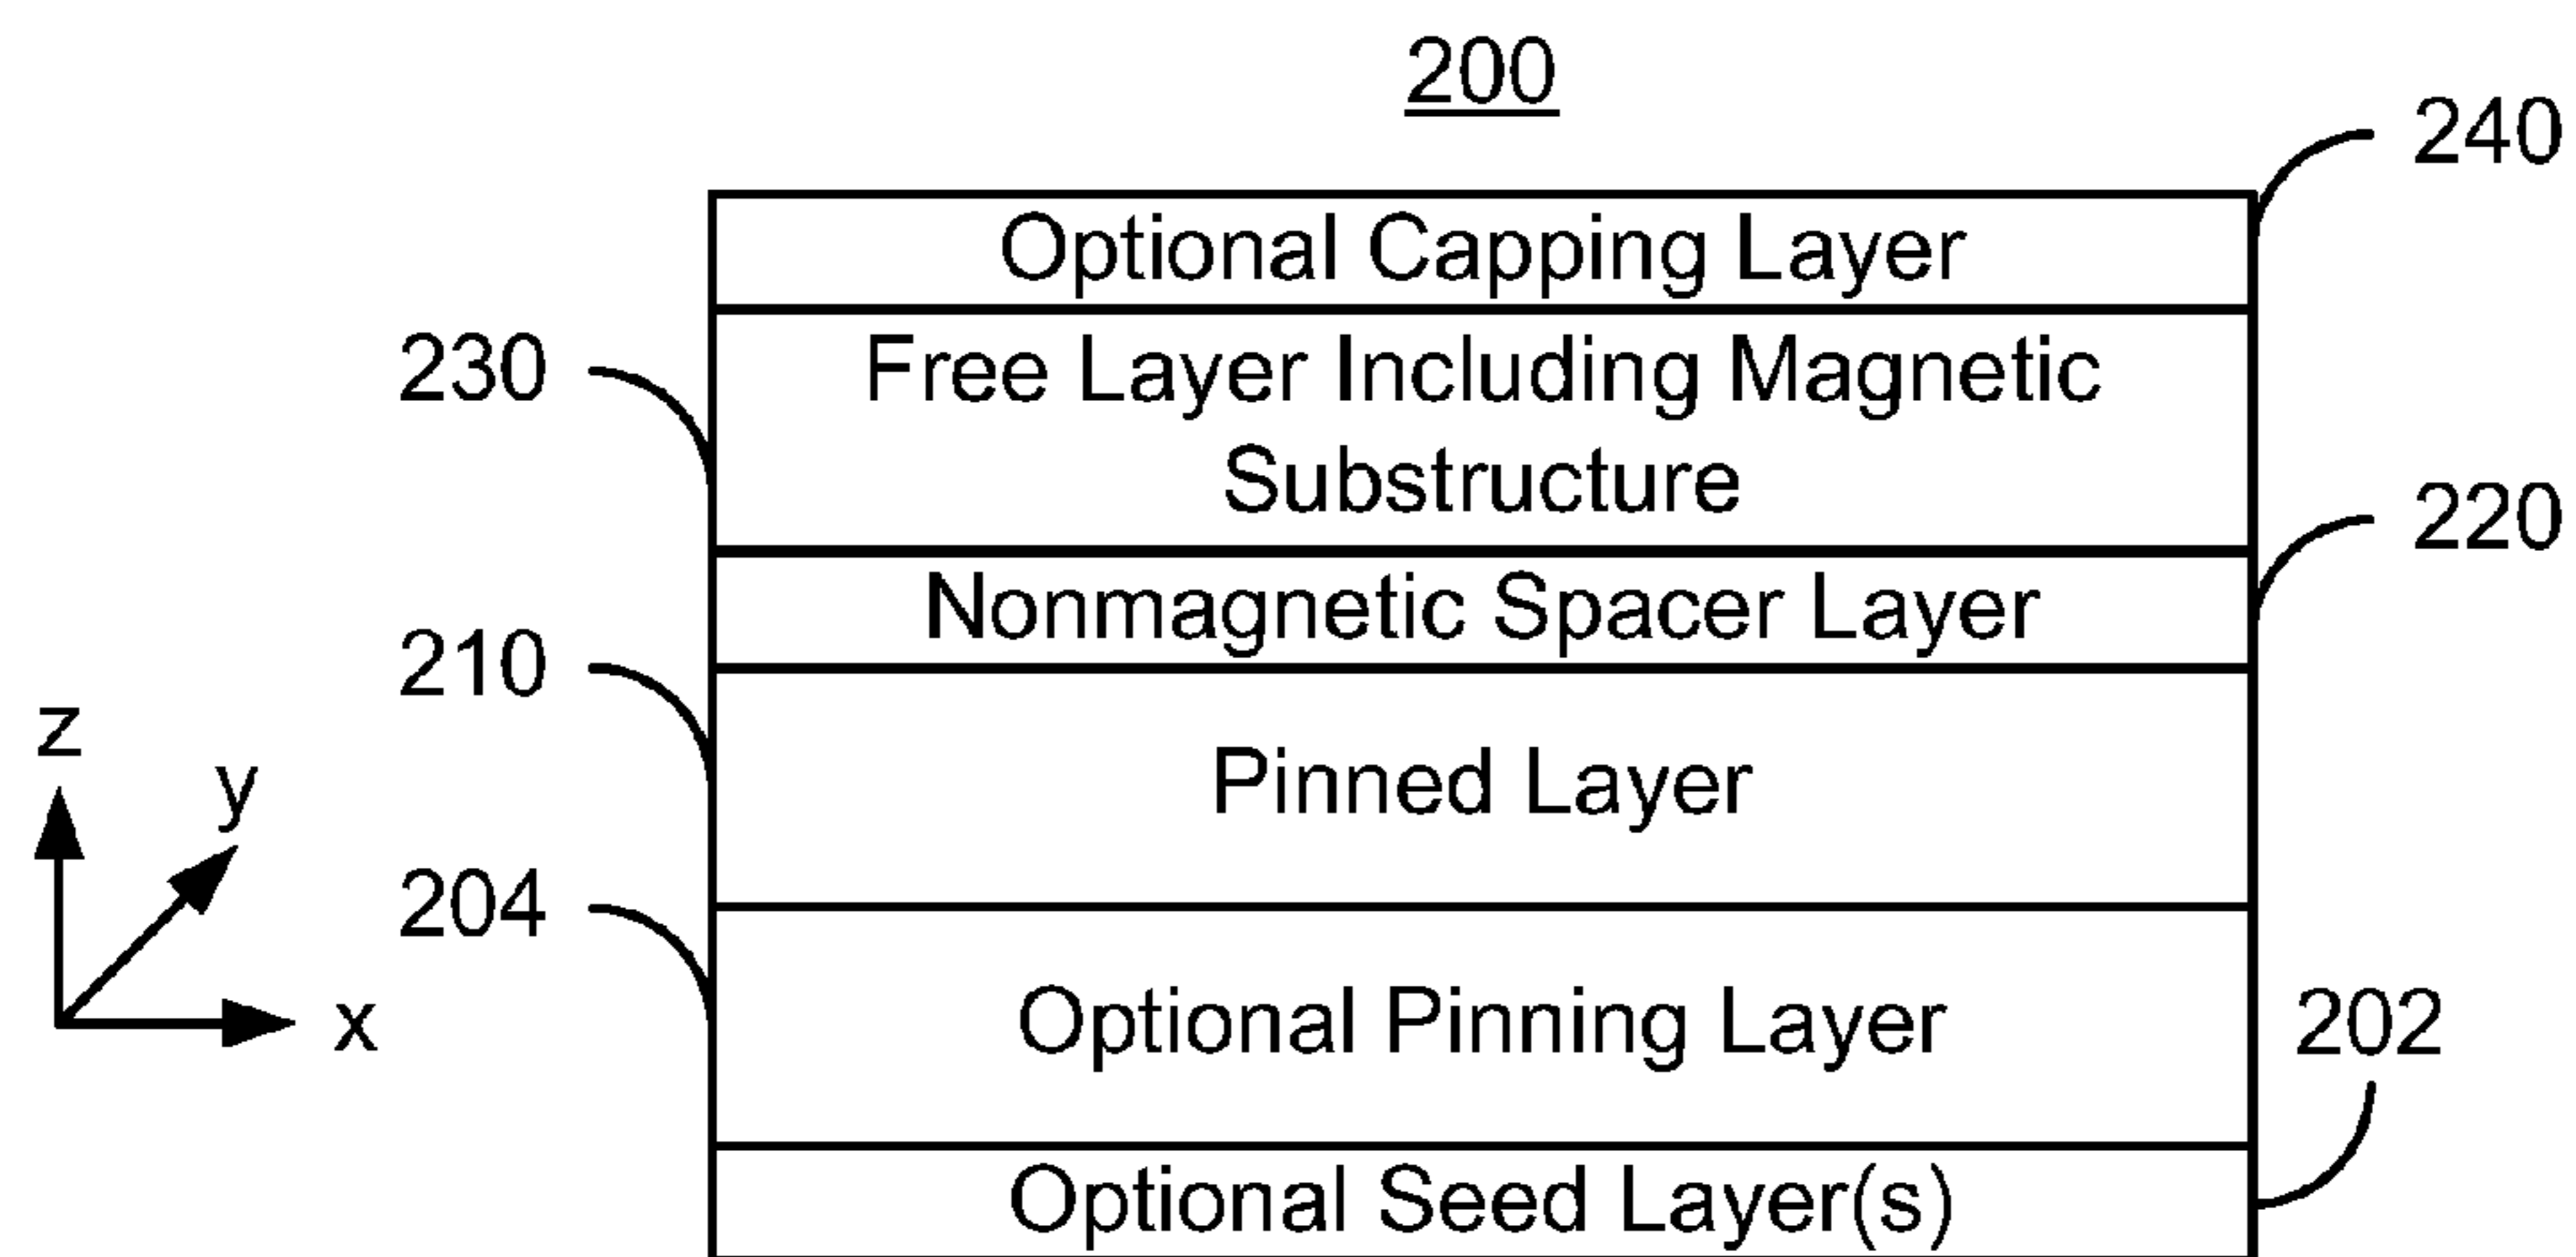 200
240
Optional Capping Layer
230
Free Layer Including Magnetic
Substructure
220
Nonmagnetic Spacer Layer
210
Pinned Layer
z
y
x
204
Optional Pinning Layer
202
Optional Seed Layer(s)